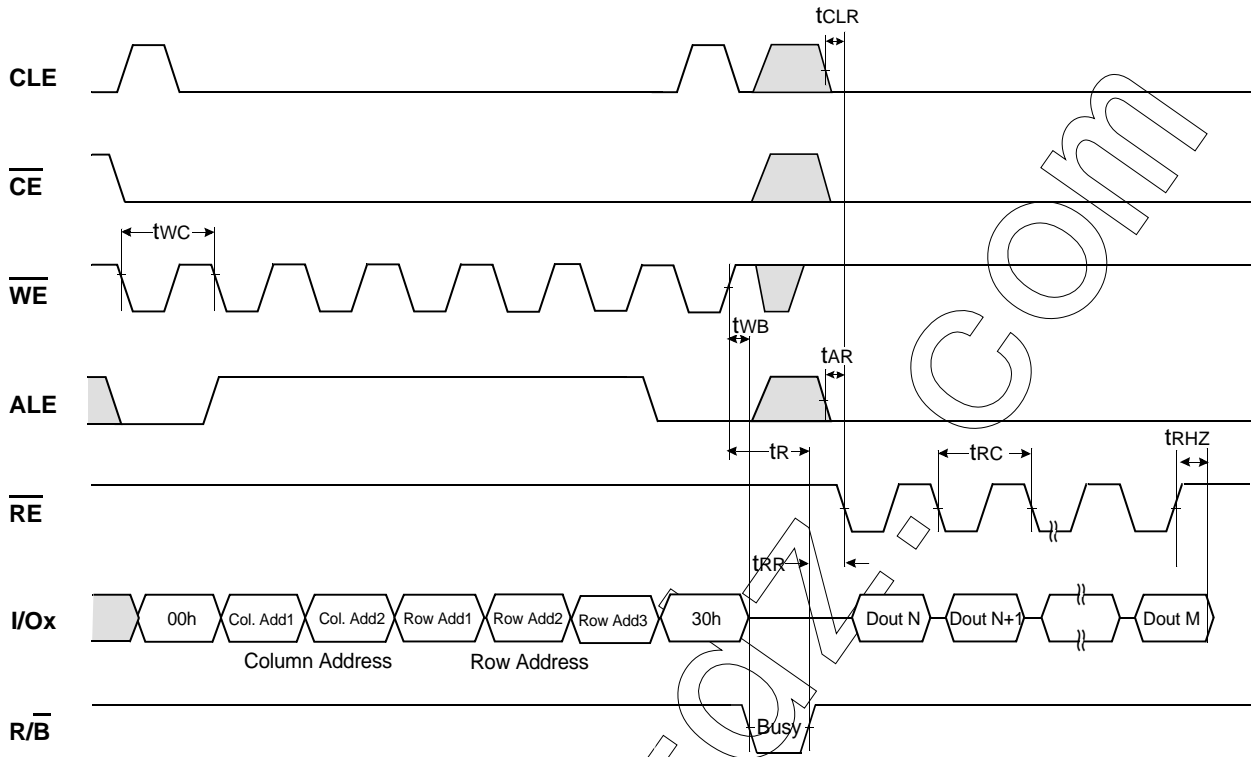 tCLR
CLE
CE
tWC
WE
tWB
tAR
ALE
tR
tRC
tRHZ
RE
tRR
I/Ox
00h Col. Add1 Col. Add2 Row Add1 Row Add2 Row Add3 30h Dout N Dout N+1 Dout M
Column Address Row Address
R/B
Busy
.com